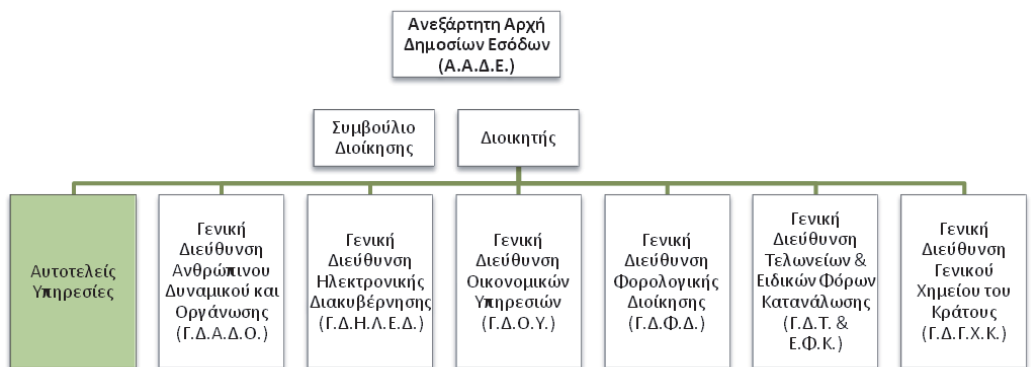 Ανεξάρτητη Αρχή
Δημοσίων Εσόδων
(Α.Α.Δ.Ε.)
Συμβούλιο
Διοίκησης
Διοικητής
Αυτοτελείς
Υπηρεσίες
Γενική
Διεύθυνση
Ανθρώπινου
Δυναμικού και
Οργάνωσης
(Γ.Δ.Α.Δ.Ο.)
Γενική
Διεύθυνση
Ηλεκτρονικής
Διακυβέρνησης
(Γ.Δ.Η.Λ.Ε.Δ.)
Γενική
Διεύθυνση
Οικονομικών
Υπηρεσιών
(Γ.Δ.Ο.Υ.)
Γενική
Διεύθυνση
Φορολογικής
Διοίκησης
(Γ.Δ.Φ.Δ.)
Γενική
Διεύθυνση
Τελωνείων &
Ειδικών Φόρων
Κατανάλωσης
(Γ.Δ.Τ. &
Ε.Φ.Κ.)
Γενική
Διεύθυνση
Γενικού
Χημείου του
Κράτους
(Γ.Δ.Γ.Χ.Κ.)